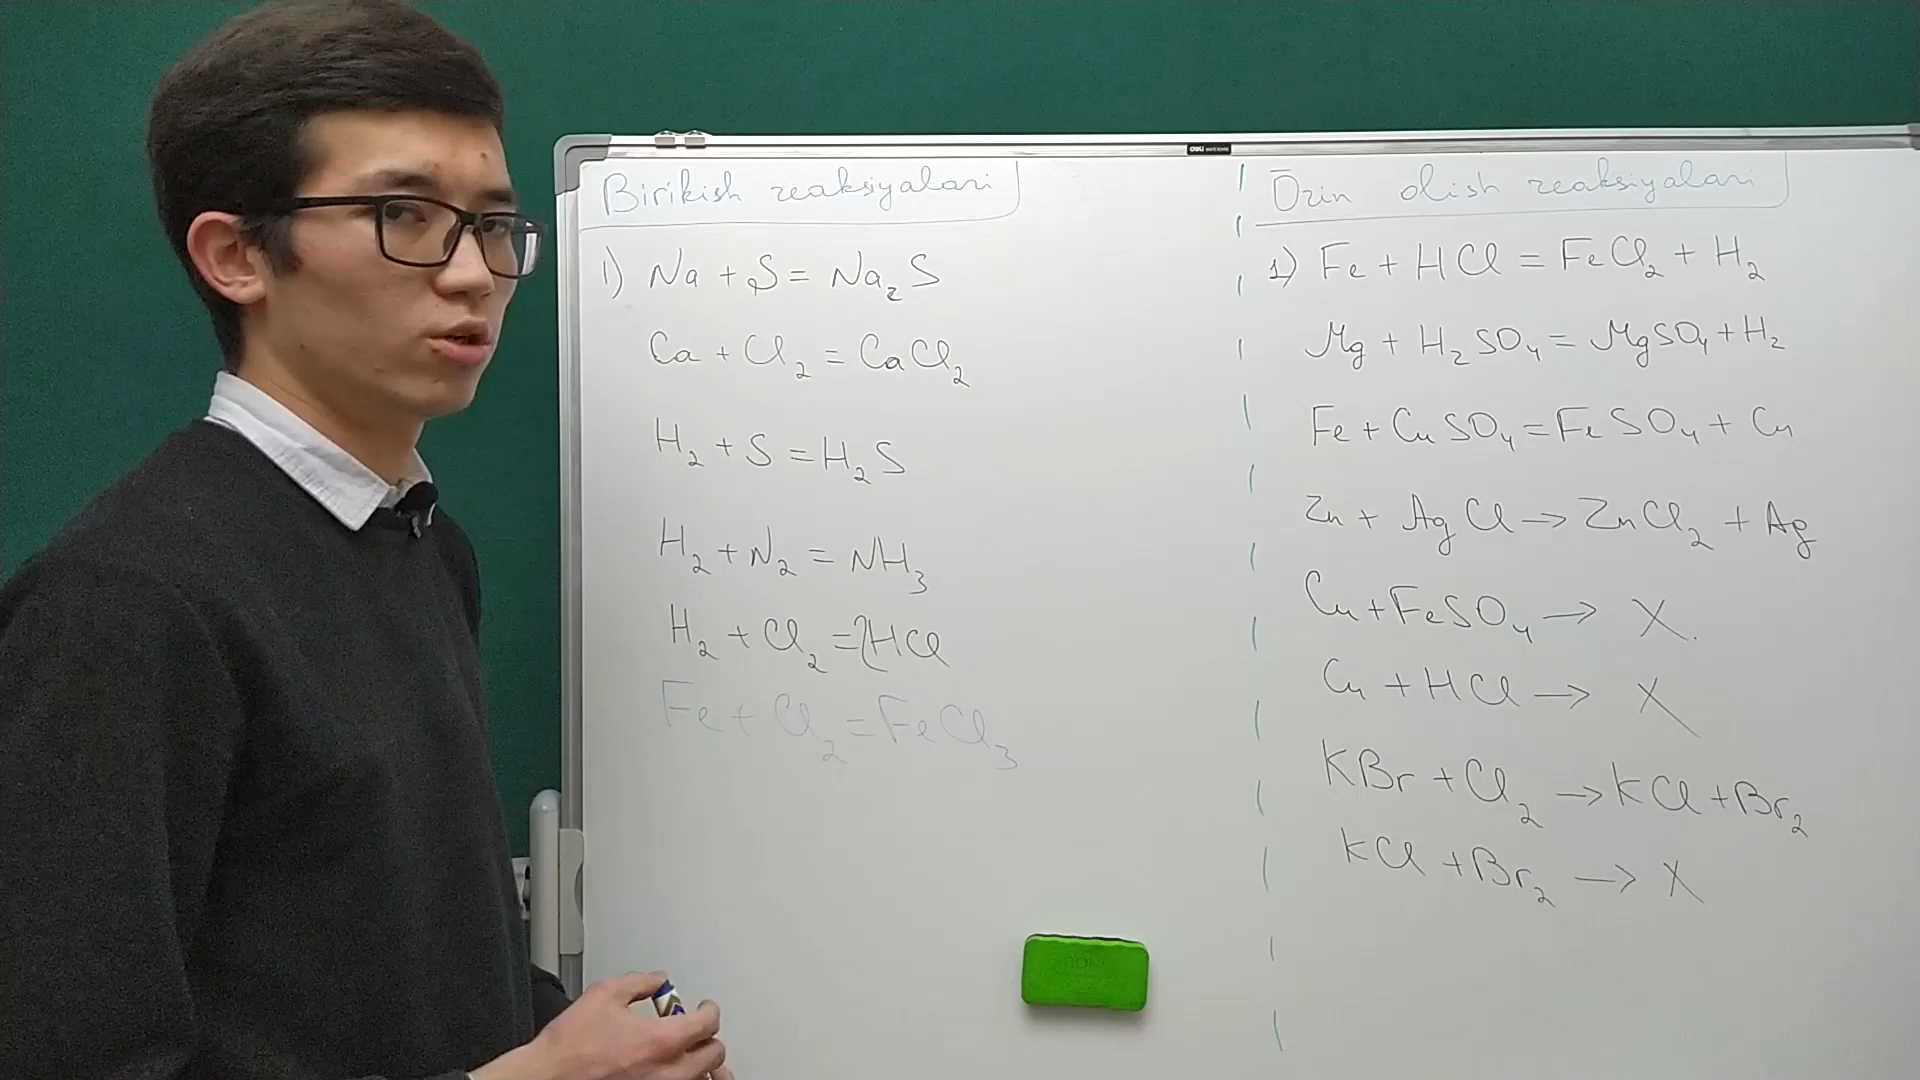 deli
Birikish reaksiyalari
1) Na + S = Na₂S
Ca + Cl₂ = CaCl₂
H₂ + S = H₂S
H₂ + N₂ = NH₃
H₂ + Cl₂ = 2HCl
Fe + Cl₂ = FeCl₃
Ōrin olish reaksiyalari
1) Fe + HCl = FeCl₂ + H₂
Mg + H₂SO₄ = MgSO₄ + H₂
Fe + CuSO₄ = FeSO₄ + Cu
Zn + AgCl → ZnCl₂ + Ag
Cu + FeSO₄ → X
Cu + HCl → X
KBr + Cl₂ → KCl + Br₂
KCl + Br₂ → X